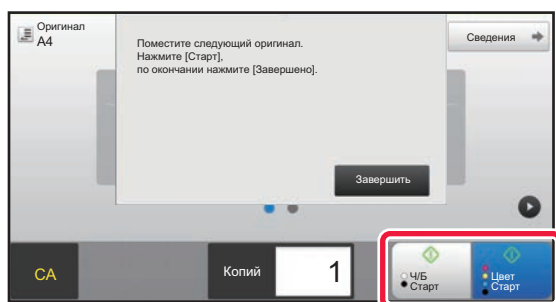 Оригинал
A4
Поместите следующий оригинал.
Нажмите [Старт],
по окончании нажмите [Завершено].
Сведения
Завершить
CA
Копий
1
Ч/Б
Старт
Цвет
Старт